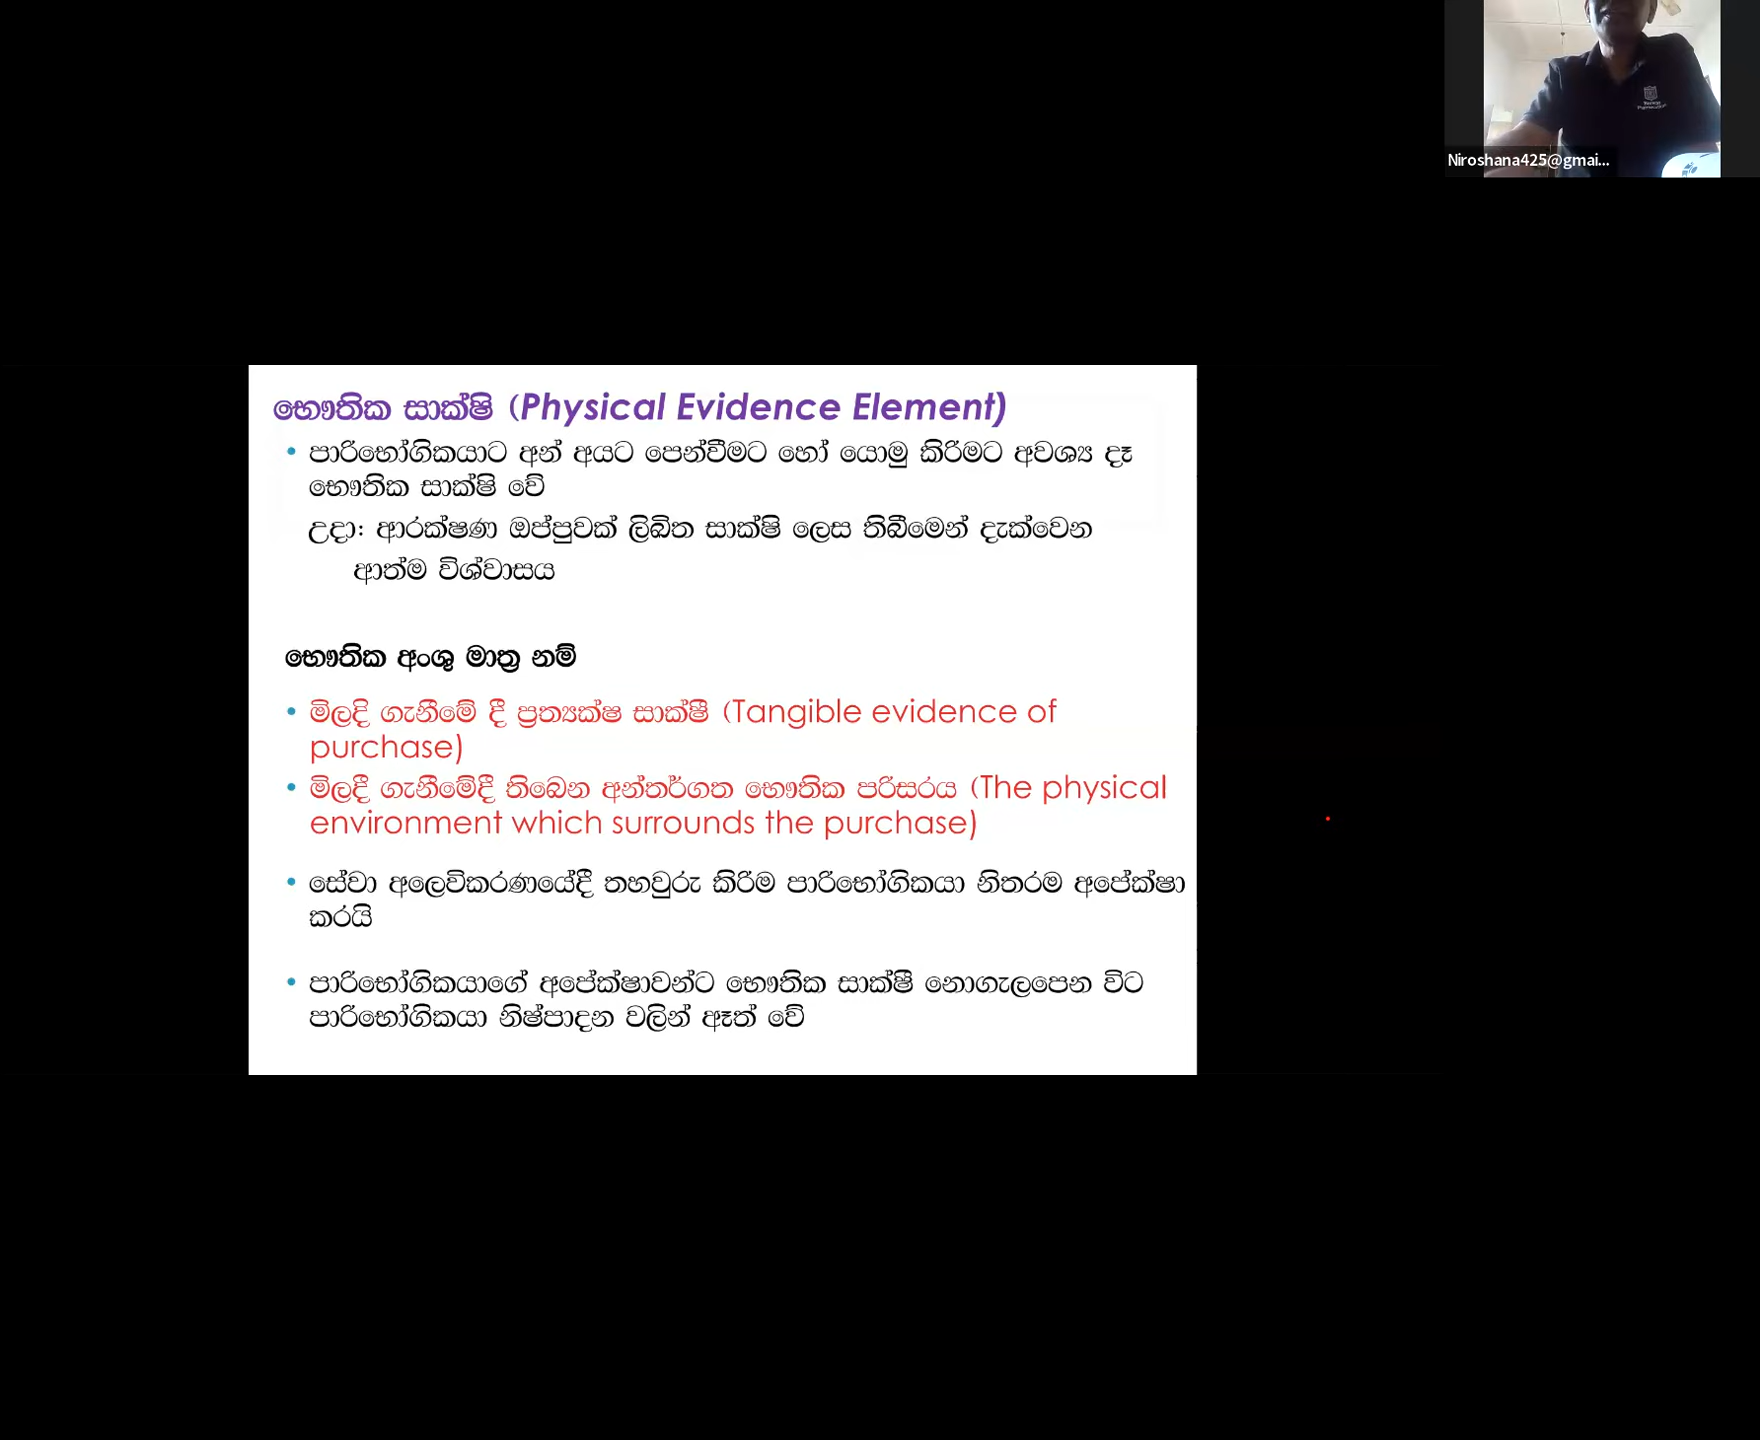 Niroshana425@gmai...
භෞතික සාක්ෂි (Physical Evidence Element)
• පාරිභෝගිකයාට අන් අයට පෙන්වීමට හෝ යොමු කිරිමට අවශ්‍ය දෑ
භෞතික සාක්ෂි වේ
උදා: ආරක්ෂණ ඔප්පුවක් ලිඛිත සාක්ෂි ලෙස තිබීමෙන් දැක්වෙන
ආත්ම විශ්වාසය
භෞතික අංශු මාත්‍ර නම්
• මිලදි ගැනීමේ දී ප්‍රත්‍යක්ෂ සාක්ෂී (Tangible evidence of
purchase)
• මිලදී ගැනීමේදී තිබෙන අන්තර්ගත භෞතික පරිසරය (The physical
environment which surrounds the purchase)
• සේවා අලෙවිකරණයේදී තහවුරු කිරිම පාරිභෝගිකයා නිතරම අපේක්ෂා
කරයි
• පාරිභෝගිකයාගේ අපේක්ෂාවන්ට භෞතික සාක්ෂී නොගැලපෙන විට
පාරිභෝගිකයා නිෂ්පාදන වලින් ඈත් වේ